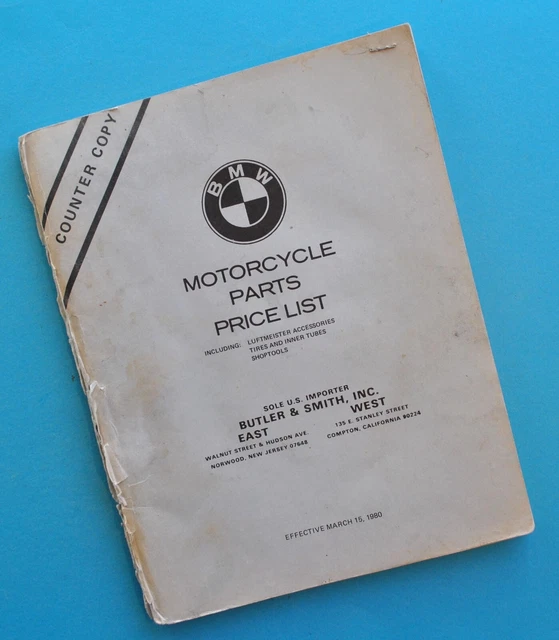 COUNTER COPY
BMW
MOTORCYCLE
PARTS
PRICE LIST
INCLUDING: LUFTMEISTER ACCESSORIES
TIRES AND INNER TUBES
SHOPTOOLS
SOLE U.S. IMPORTER
BUTLER & SMITH, INC.
EAST WEST
WALNUT STREET & HUDSON AVE. 135 E. STANLEY STREET
NORWOOD, NEW JERSEY 07648 COMPTON, CALIFORNIA 90224
EFFECTIVE MARCH 15, 1980